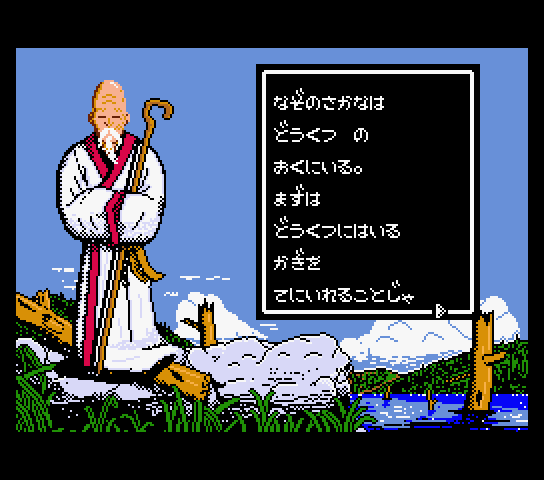 なぞのさかなは
どうくつ　の
おくにいる。
まずは
どうくつにはいる
かぎを
てにいれることじゃ